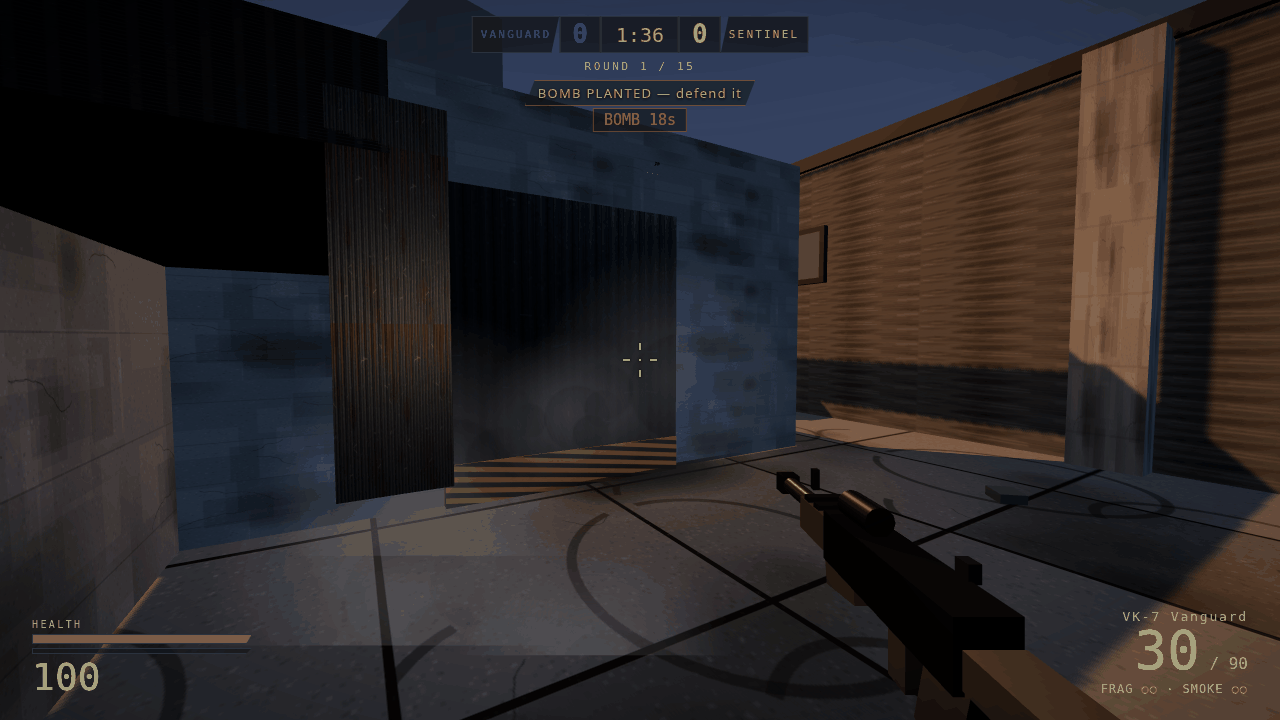 VANGUARD 0 1:36 0 SENTINEL
ROUND 1 / 15
BOMB PLANTED — defend it
BOMB 18s
HEALTH
100
VK-7 Vanguard
30 / 90
FRAG ○○ · SMOKE ○○